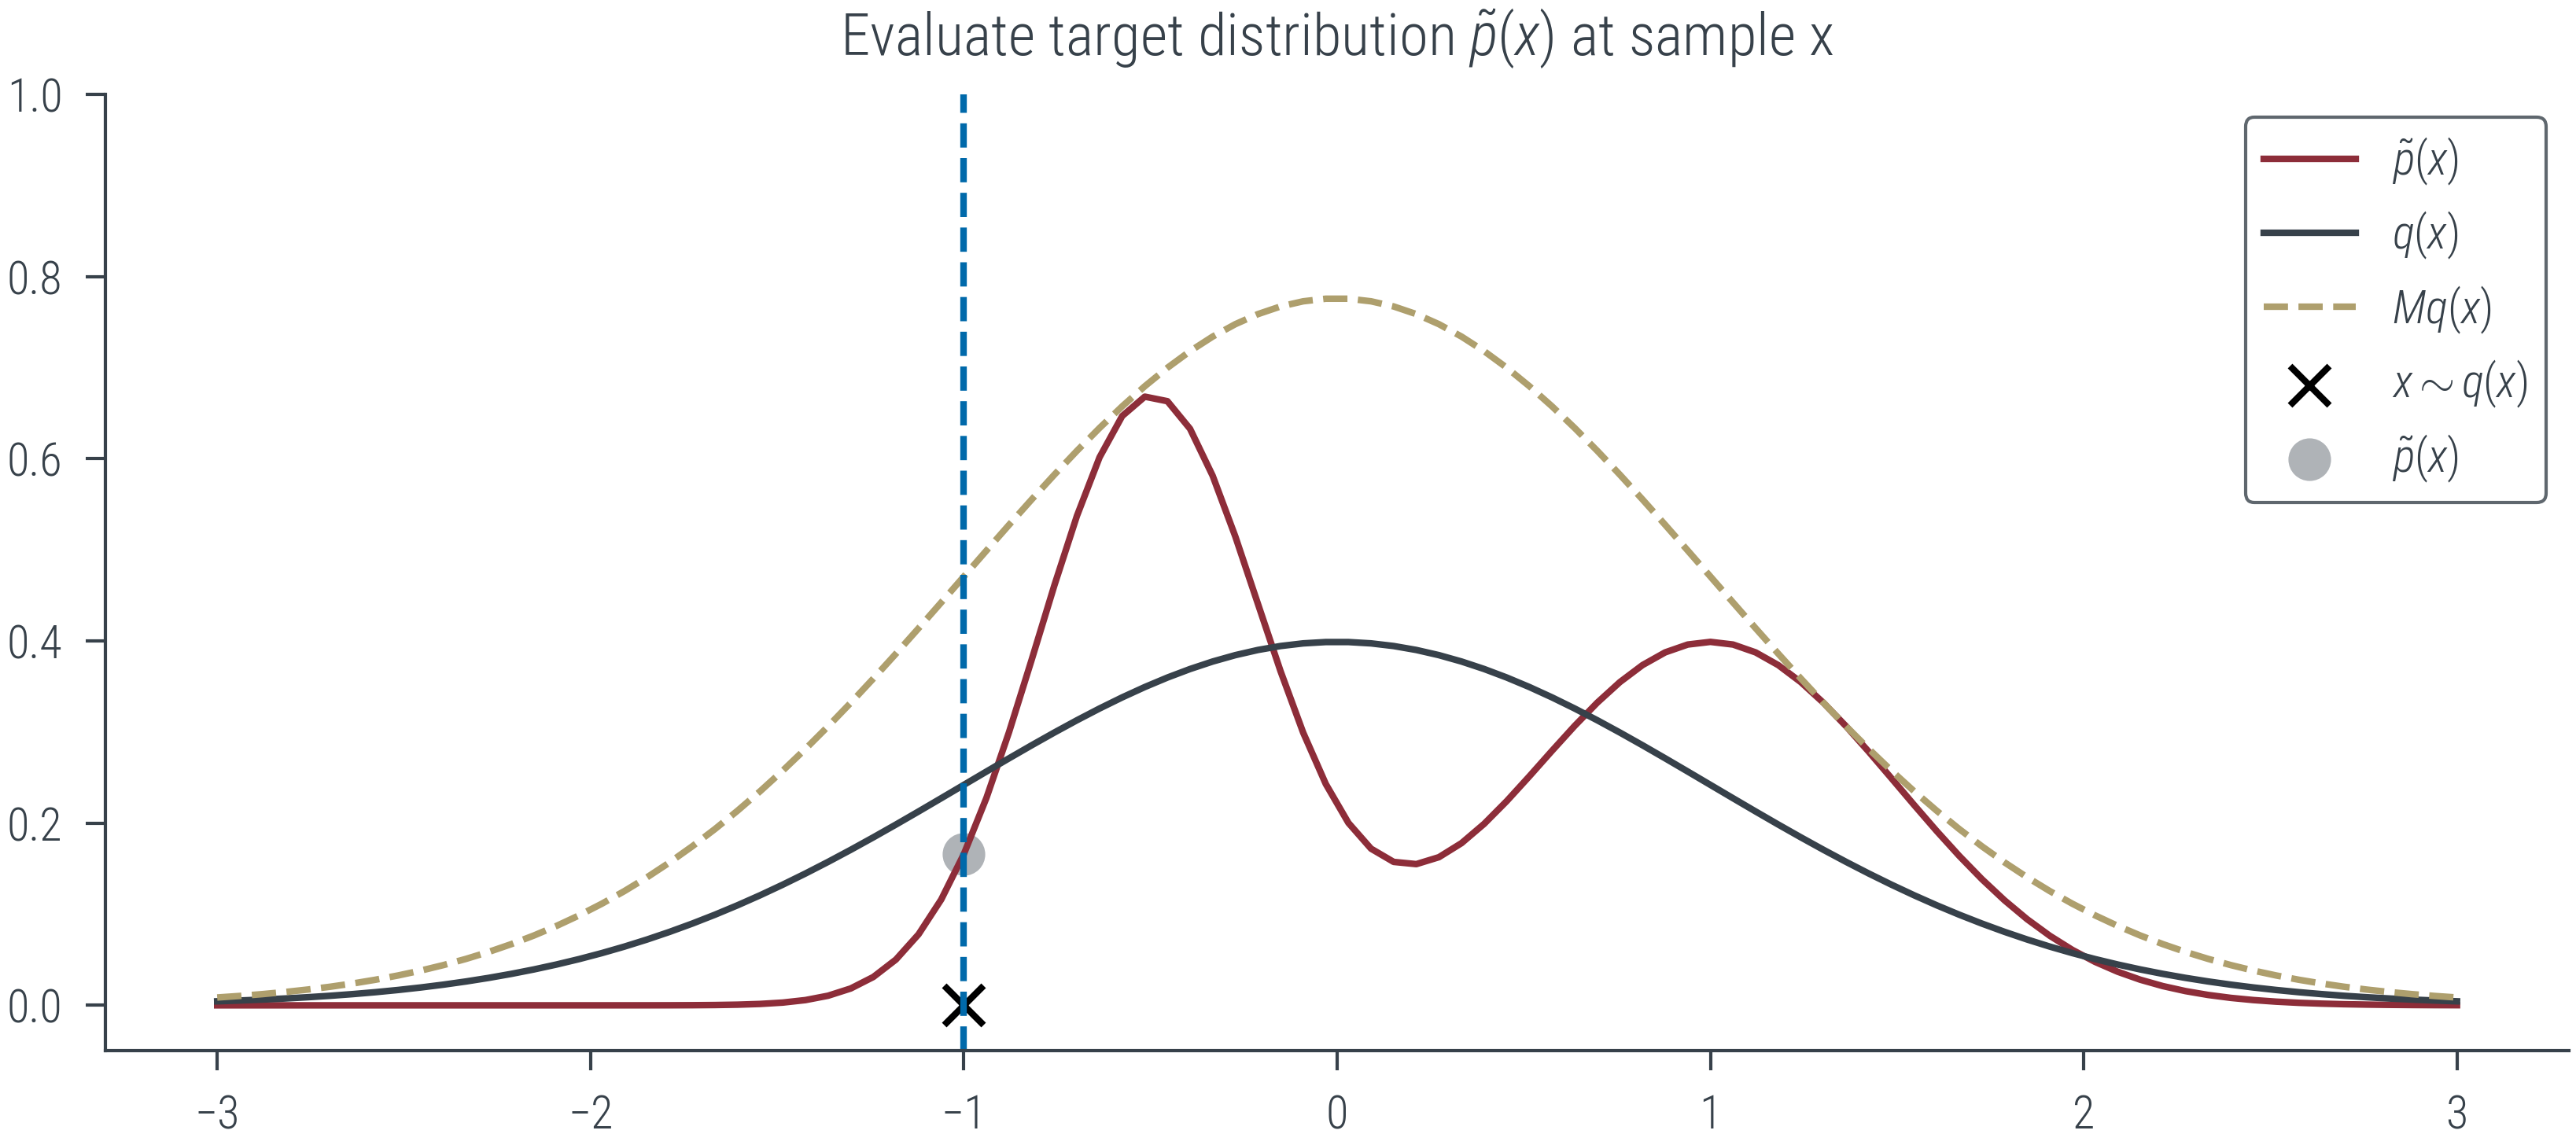 Evaluate target distribution p̃(x) at sample x
1.0
0.8
0.6
0.4
0.2
0.0
−3
−2
−1
0
1
2
3
p̃(x)
q(x)
Mq(x)
x ∼ q(x)
p̃(x)